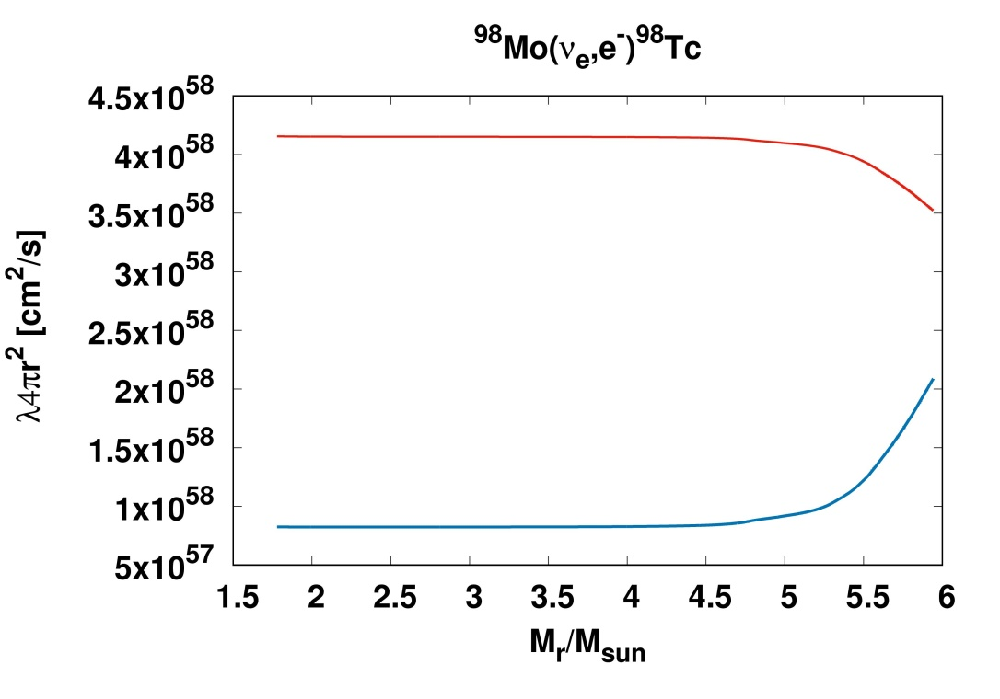 ⁹⁸Mo(νₑ,e⁻)⁹⁸Tc
4.5x10⁵⁸
4x10⁵⁸
3.5x10⁵⁸
3x10⁵⁸
2.5x10⁵⁸
2x10⁵⁸
1.5x10⁵⁸
1x10⁵⁸
5x10⁵⁷
λ4πr² [cm²/s]
1.5 2 2.5 3 3.5 4 4.5 5 5.5 6
Mᵣ/Mₛᵤₙ